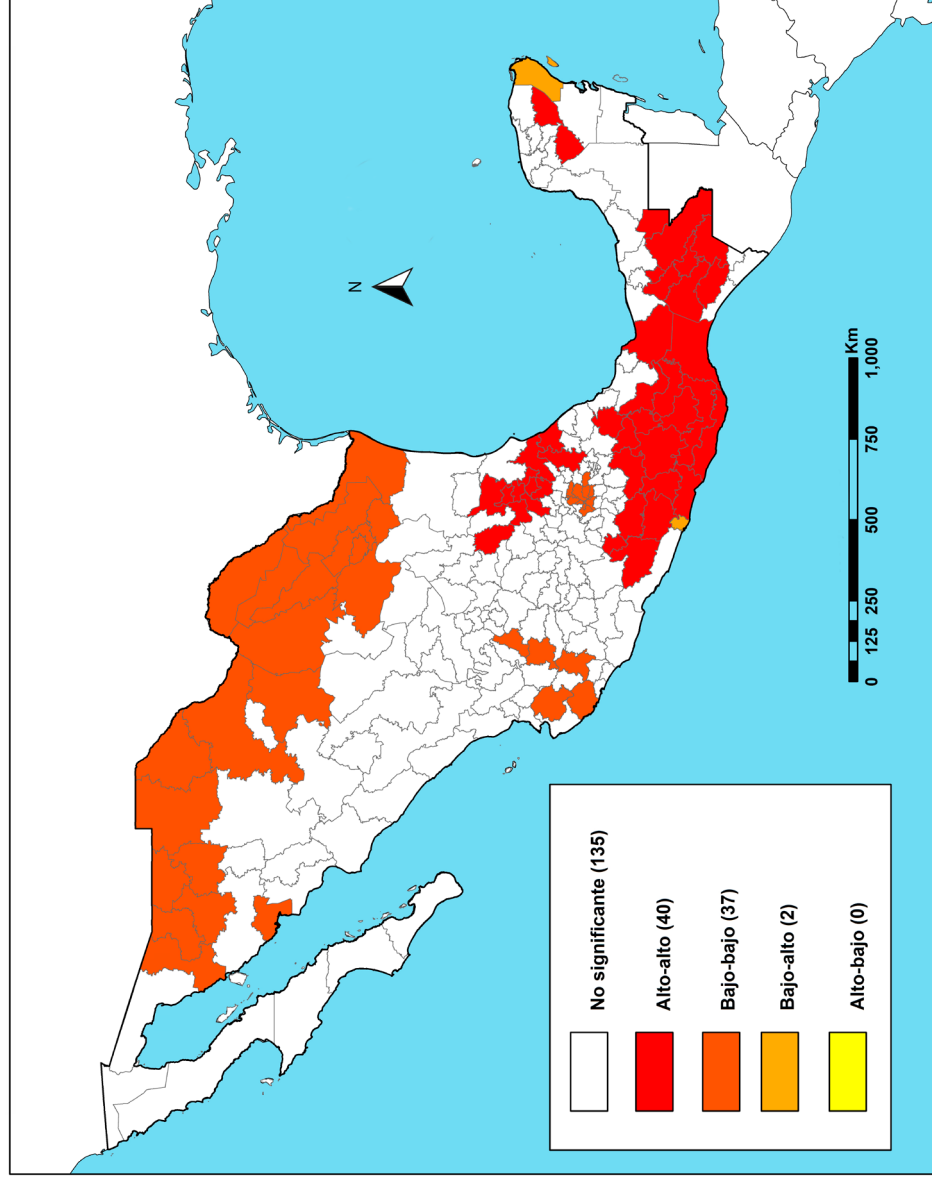 N
Km
0 125 250 500 750 1,000
No significante (135)
Alto-alto (40)
Bajo-bajo (37)
Bajo-alto (2)
Alto-bajo (0)